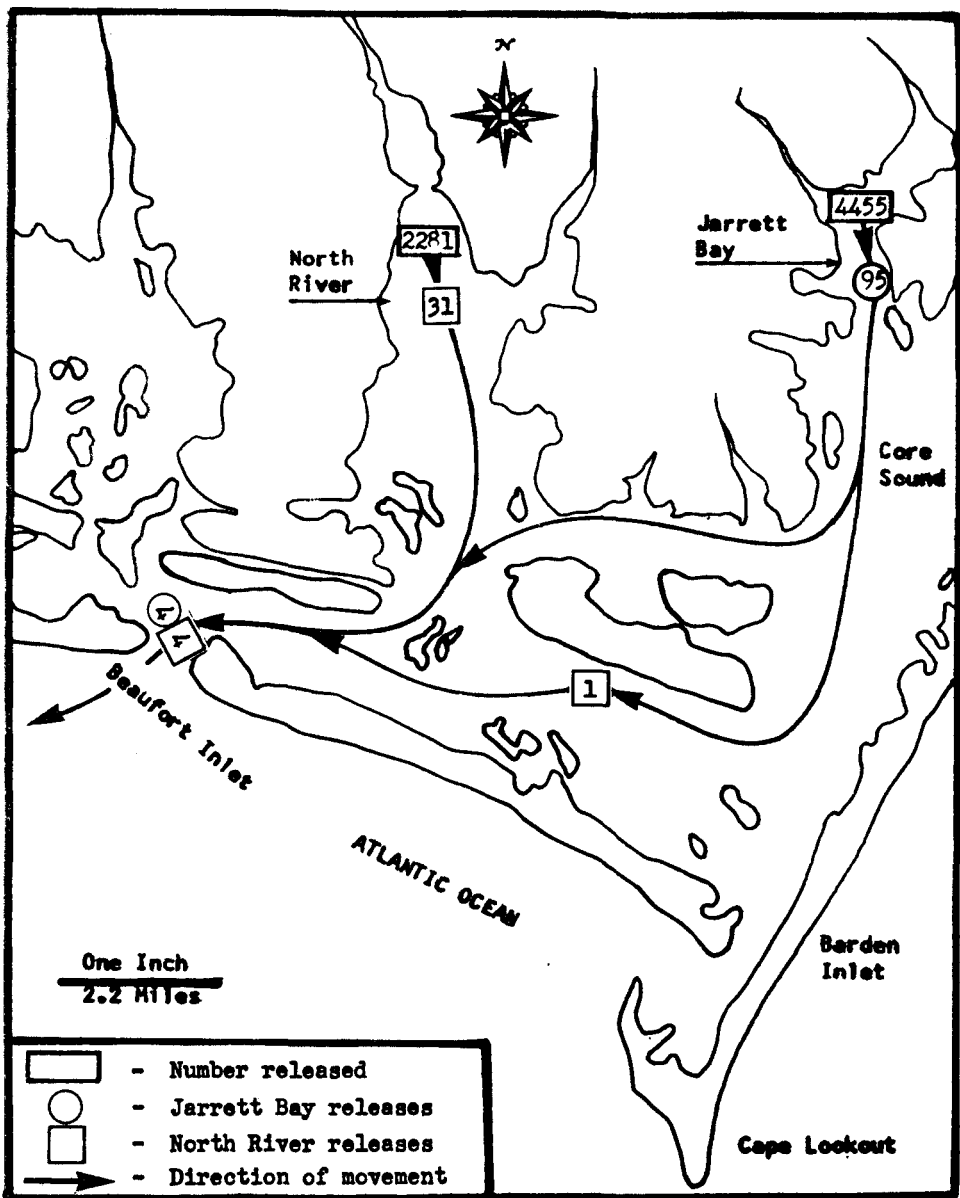 N
4455
Jarrett
Bay
2281
North
River
95
31
Core
Sound
4
4
1
Beaufort Inlet
ATLANTIC OCEAN
Barden
Inlet
One Inch
2.2 Miles
- Number released
- Jarrett Bay releases
- North River releases
- Direction of movement
Cape Lookout